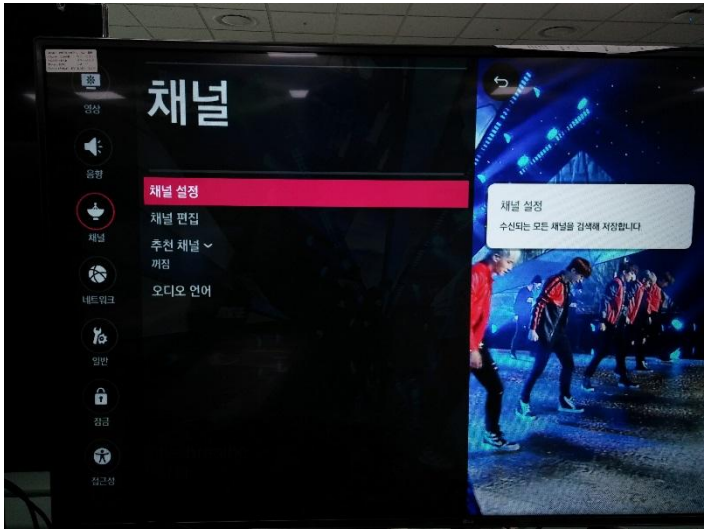 영상
음향
채널
네트워크
일반
잠금
접근성
채널
채널 설정
채널 편집
추천 채널
꺼짐
오디오 언어
채널 설정
수신되는 모든 채널을 검색해 저장합니다.